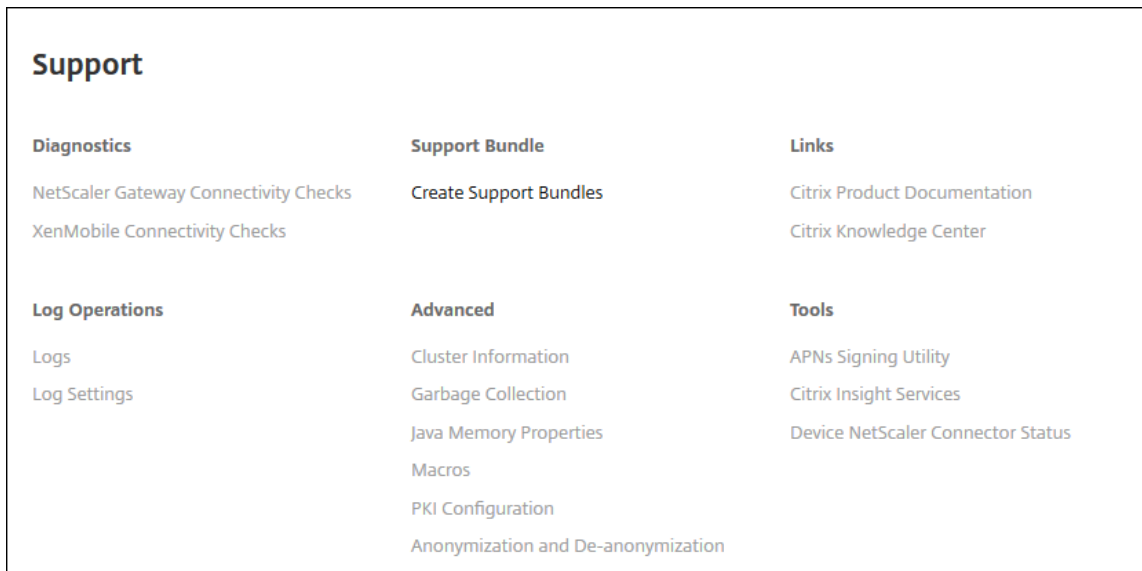 Support
Diagnostics
NetScaler Gateway Connectivity Checks
XenMobile Connectivity Checks
Support Bundle
Create Support Bundles
Links
Citrix Product Documentation
Citrix Knowledge Center
Log Operations
Logs
Log Settings
Advanced
Cluster Information
Garbage Collection
Java Memory Properties
Macros
PKI Configuration
Anonymization and De-anonymization
Tools
APNs Signing Utility
Citrix Insight Services
Device NetScaler Connector Status